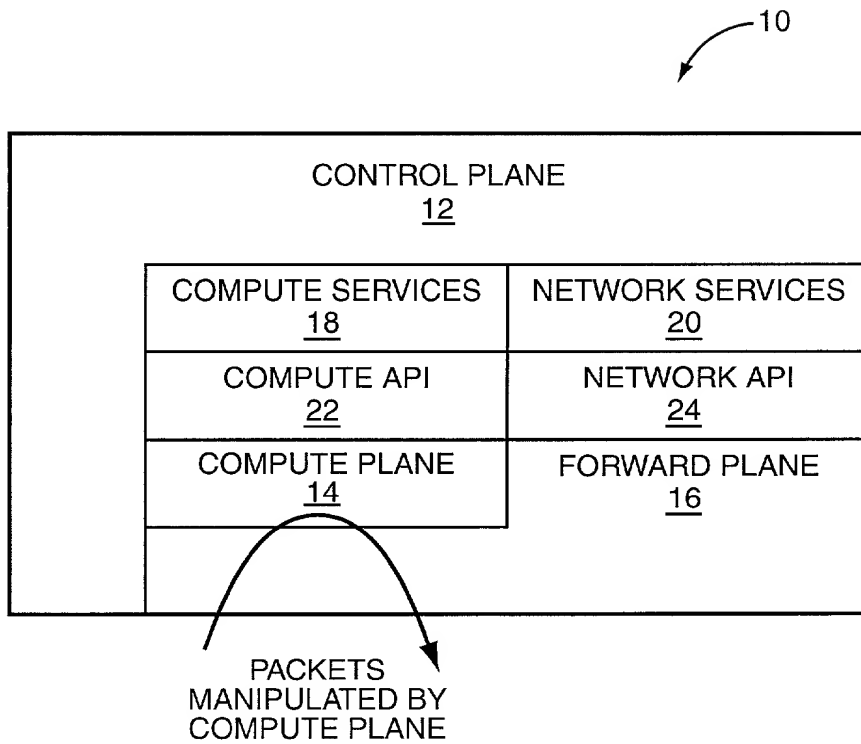 10
CONTROL PLANE
12
COMPUTE SERVICES
18
NETWORK SERVICES
20
COMPUTE API
22
NETWORK API
24
COMPUTE PLANE
14
FORWARD PLANE
16
PACKETS
MANIPULATED BY
COMPUTE PLANE